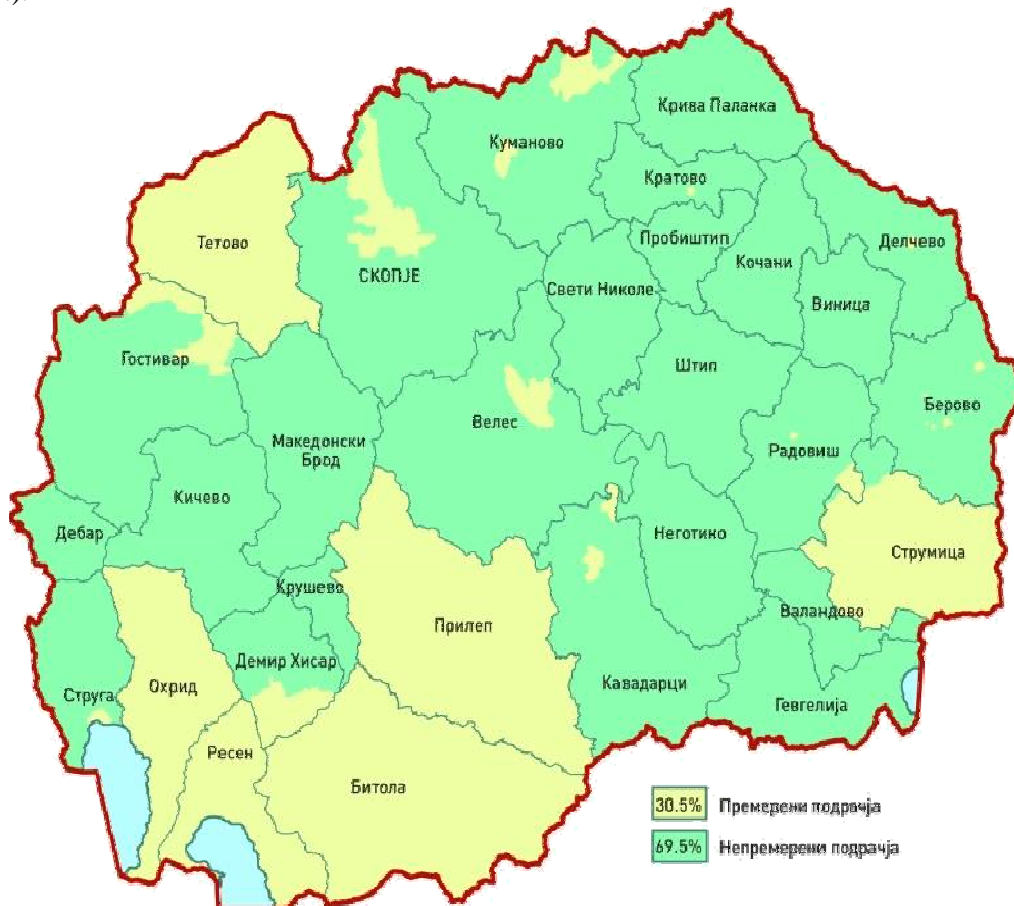 Крива Паланка
Куманово
Кратово
Тетово
Пробиштип
Делчево
СКОПЈЕ
Кочани
Свети Николе
Виница
Гостивар
Штип
Берово
Велес
Македонски
Брод
Радовиш
Кичево
Дебар
Неготико
Струмица
Крушево
Валандово
Прилеп
Демир Хисар
Охрид
Струга
Кавадарци
Гевгелија
Ресен
Битола
30.5% Премерени подрачја
69.5% Непремерени подрачја